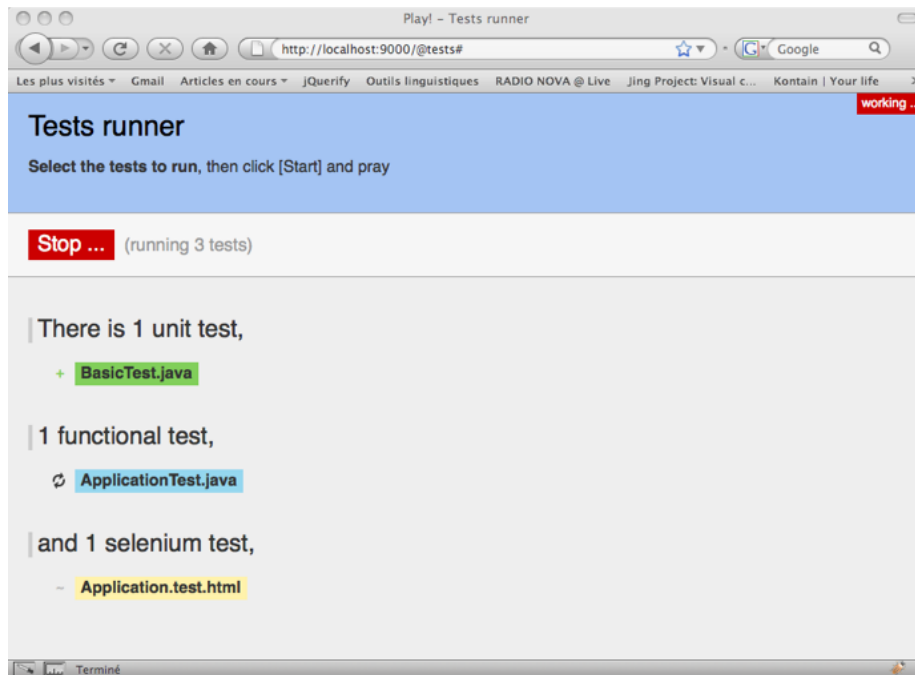 Play! – Tests runner
http://localhost:9000/@tests#
Google
Les plus visités Gmail Articles en cours jQuerify Outils linguistiques RADIO NOVA @ Live Jing Project: Visual c... Kontain | Your life
working ..
Tests runner
Select the tests to run, then click [Start] and pray
Stop ... (running 3 tests)
There is 1 unit test,
+ BasicTest.java
1 functional test,
ApplicationTest.java
and 1 selenium test,
~ Application.test.html
Terminé